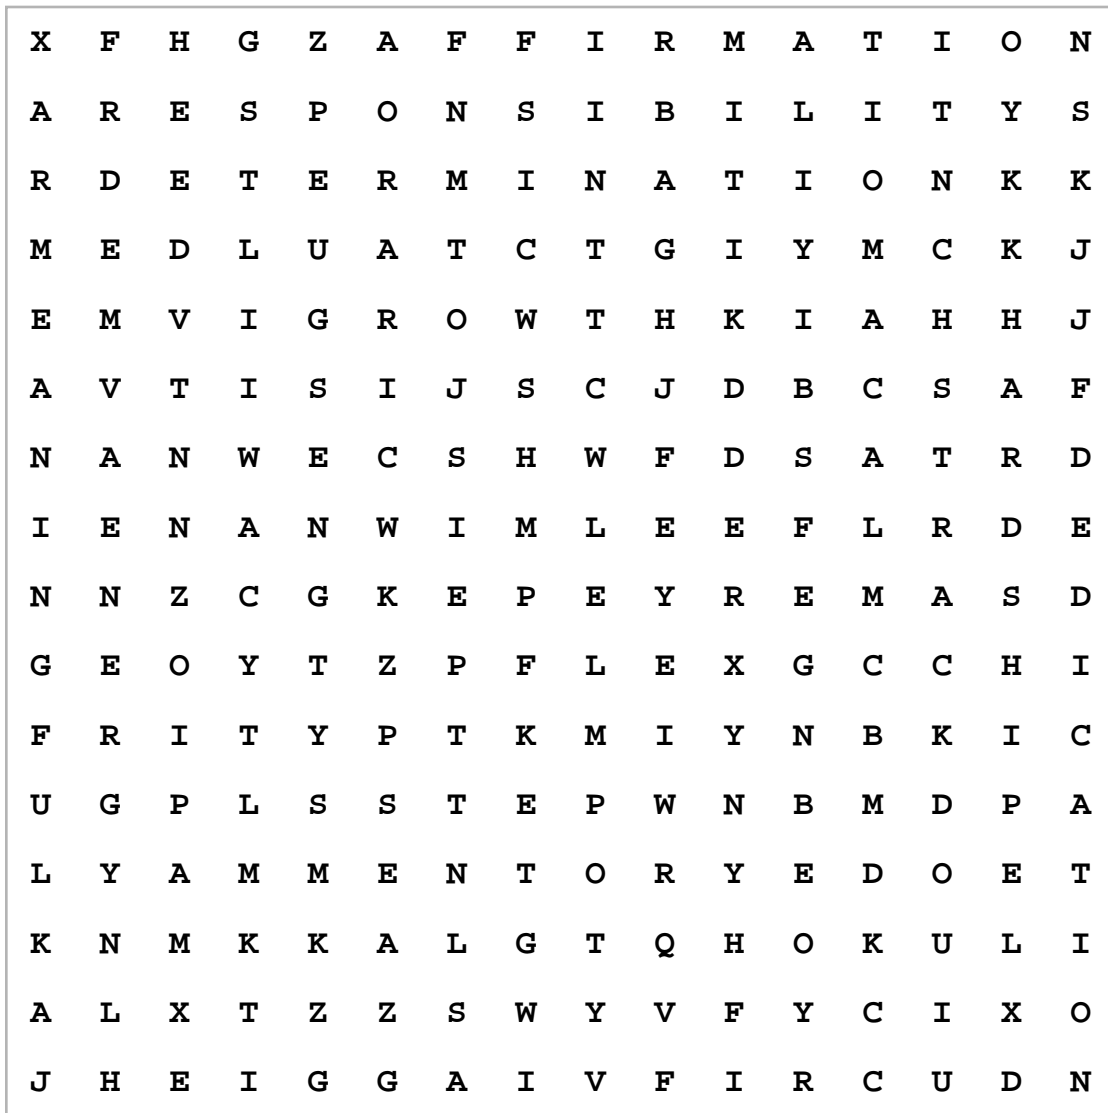 X F H G Z A F F I R M A T I O N
A R E S P O N S I B I L I T Y S
R D E T E R M I N A T I O N K K
M E D L U A T C T G I Y M C K J
E M V I G R O W T H K I A H H J
A V T I S I J S C J D B C S A F
N A N W E C S H W F D S A T R D
I E N A N W I M L E E F L R D E
N N Z C G K E P E Y R E M A S D
G E O Y T Z P F L E X G C C H I
F R I T Y P T K M I Y N B K I C
U G P L S S T E P W N B M D P A
L Y A M M E N T O R Y E D O E T
K N M K K A L G T Q H O K U L I
A L X T Z Z S W Y V F Y C I X O
J H E I G G A I V F I R C U D N